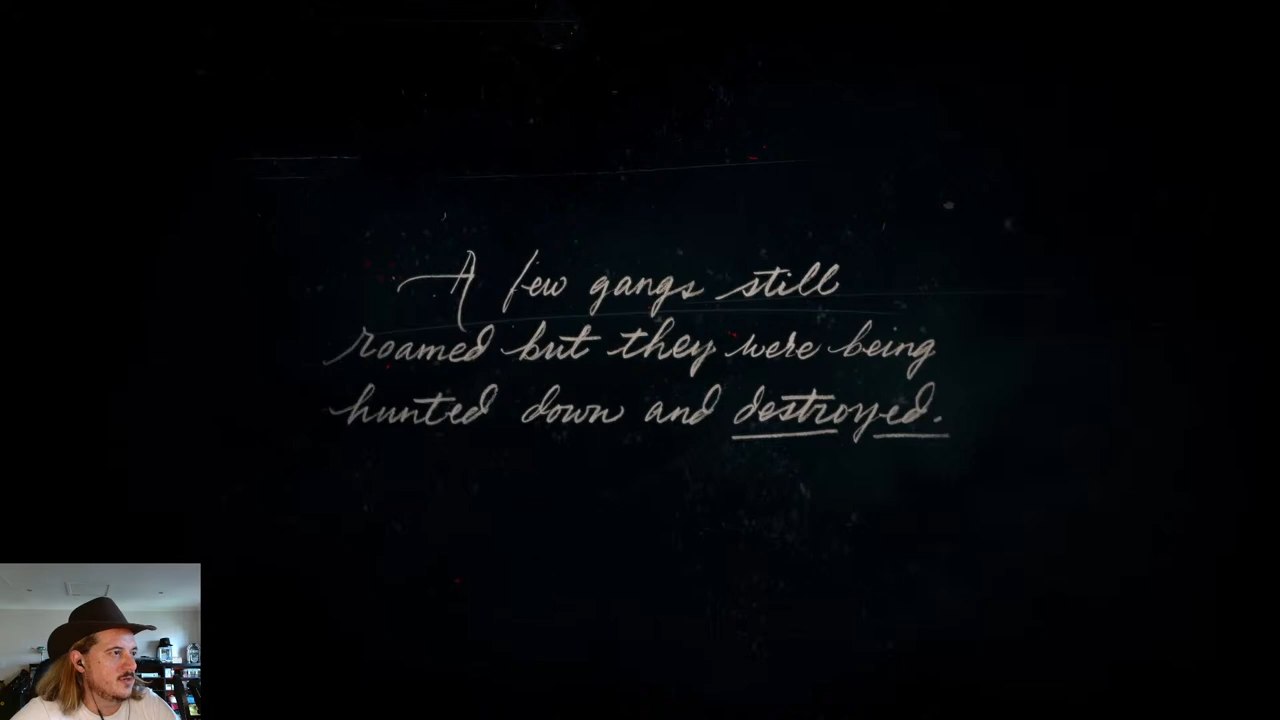 A few gangs still
roamed but they were being
hunted down and destroyed.